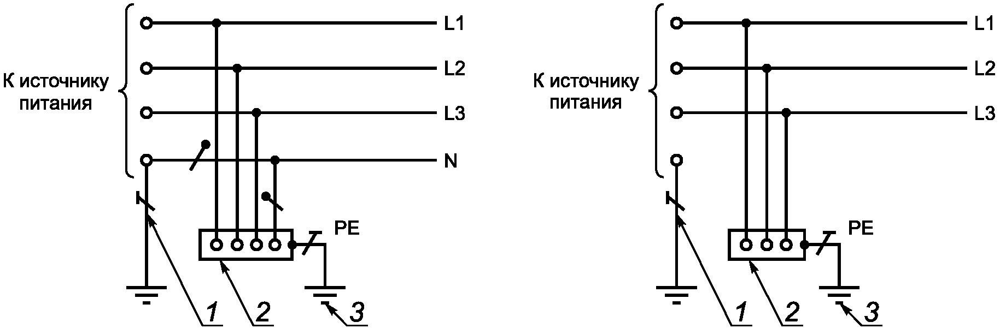 L1
L2
К источнику
питания
L3
N
PE
1
2
3
L1
L2
К источнику
питания
L3
PE
1
2
3